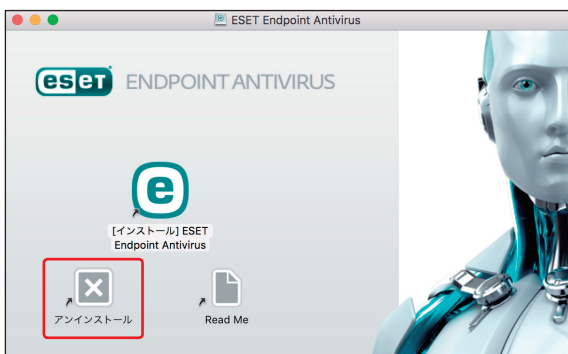 ESET Endpoint Antivirus
eset ENDPOINT ANTIVIRUS
e
[インストール] ESET
Endpoint Antivirus
アンインストール
Read Me